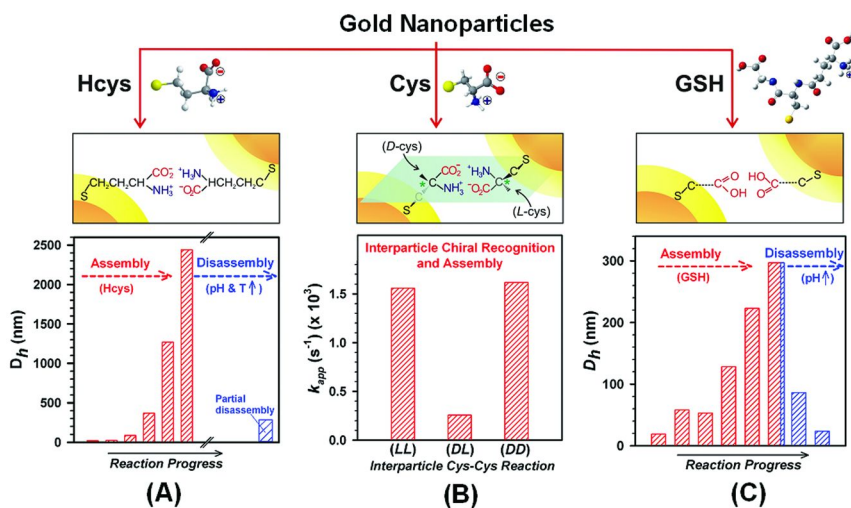 Gold Nanoparticles
Hcys
Cys
GSH
S
CH₂CH₂CH
CO₂⁻
NH₃⁺
⁺H₃N
⁻O₂C
CHCH₂CH₂C
S
(D-cys)
S
C
C
*
CO₂⁻
NH₃⁺
⁺H₃N
⁻O₂C
C
*
C
S
(L-cys)
S
C
C
O
OH
HO
O
C
C
S
2500
2000
1500
1000
500
0
Dh (nm)
Assembly
(Hcys)
Disassembly
(pH & T ↑)
Partial
disassembly
Reaction Progress
(A)
Interparticle Chiral Recognition
and Assembly
1.5
1.0
0.5
0.0
kapp (s⁻¹) (x 10³)
(LL) (DL) (DD)
Interparticle Cys-Cys Reaction
(B)
300
200
100
0
Dh (nm)
Assembly
(GSH)
Disassembly
(pH ↑)
Reaction Progress
(C)